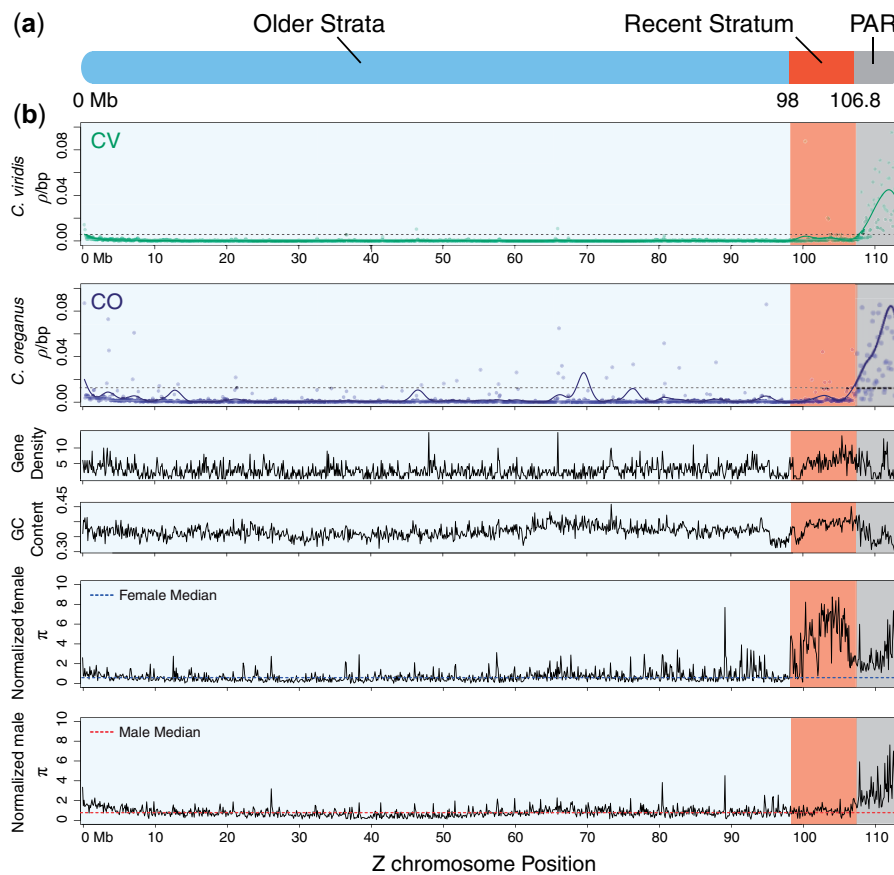 (a)
Older Strata
Recent Stratum
PAR
0 Mb
98
106.8
(b)
CV
C. viridis
ρ/bp
0.00
0.04
0.08
0 Mb
10
20
30
40
50
60
70
80
90
100
110
CO
C. oreganus
ρ/bp
0.00
0.04
0.08
0 Mb
10
20
30
40
50
60
70
80
90
100
110
Gene
Density
5
10
GC
Content
0.30
0.45
Normalized female
π
0
2
4
6
8
10
Female Median
Normalized male
π
0
2
4
6
8
10
Male Median
0 Mb
10
20
30
40
50
60
70
80
90
100
110
Z chromosome Position